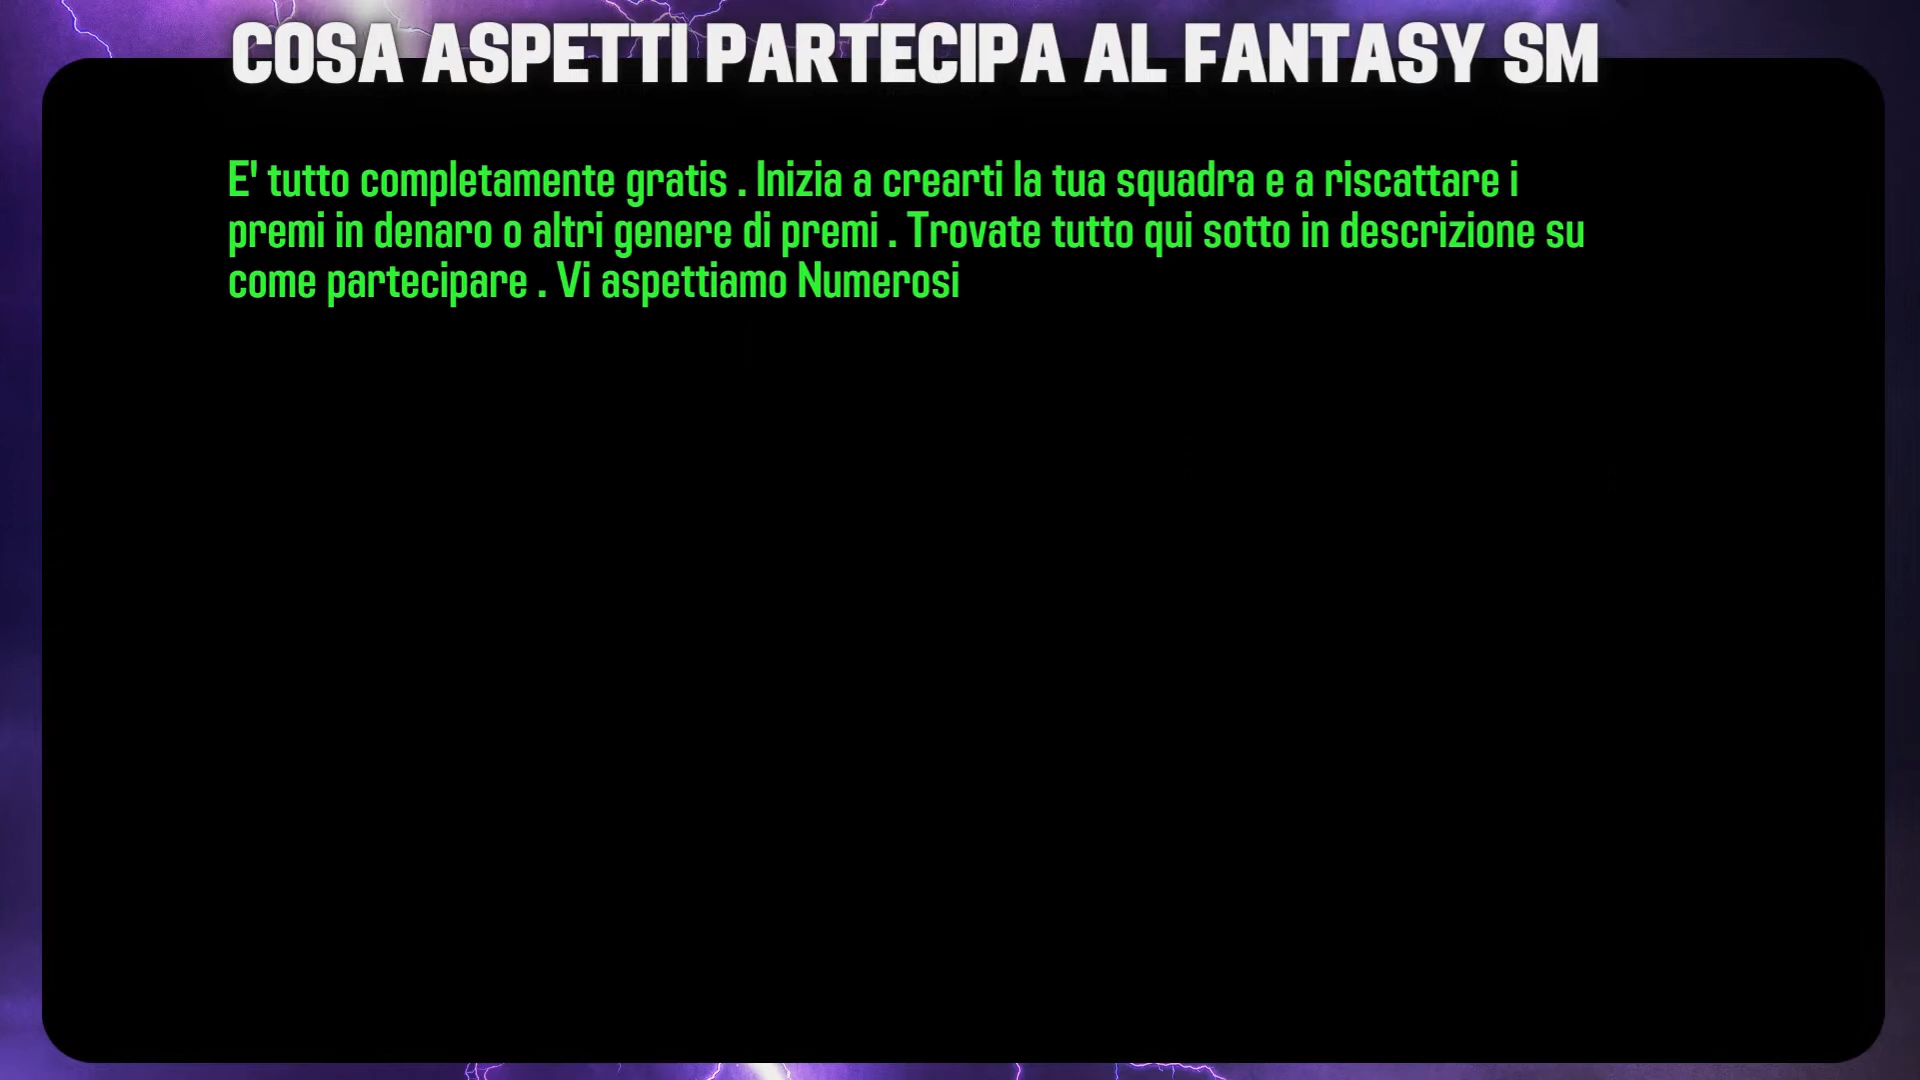 COSA ASPETTI PARTECIPA AL FANTASY SM
E' tutto completamente gratis . Inizia a crearti la tua squadra e a riscattare i
premi in denaro o altri genere di premi . Trovate tutto qui sotto in descrizione su
come partecipare . Vi aspettiamo Numerosi